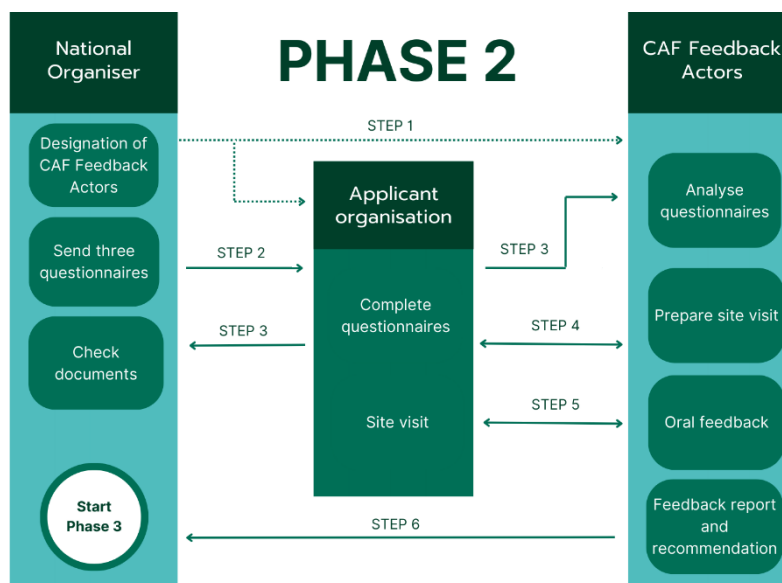 National
Organiser
PHASE 2
CAF Feedback
Actors
STEP 1
Designation of
CAF Feedback
Actors
Applicant
organisation
Analyse
questionnaires
Send three
questionnaires
STEP 2
STEP 3
Complete
questionnaires
Check
documents
STEP 3
STEP 4
Prepare site visit
Site visit
STEP 5
Oral feedback
Start
Phase 3
STEP 6
Feedback report
and
recommendation